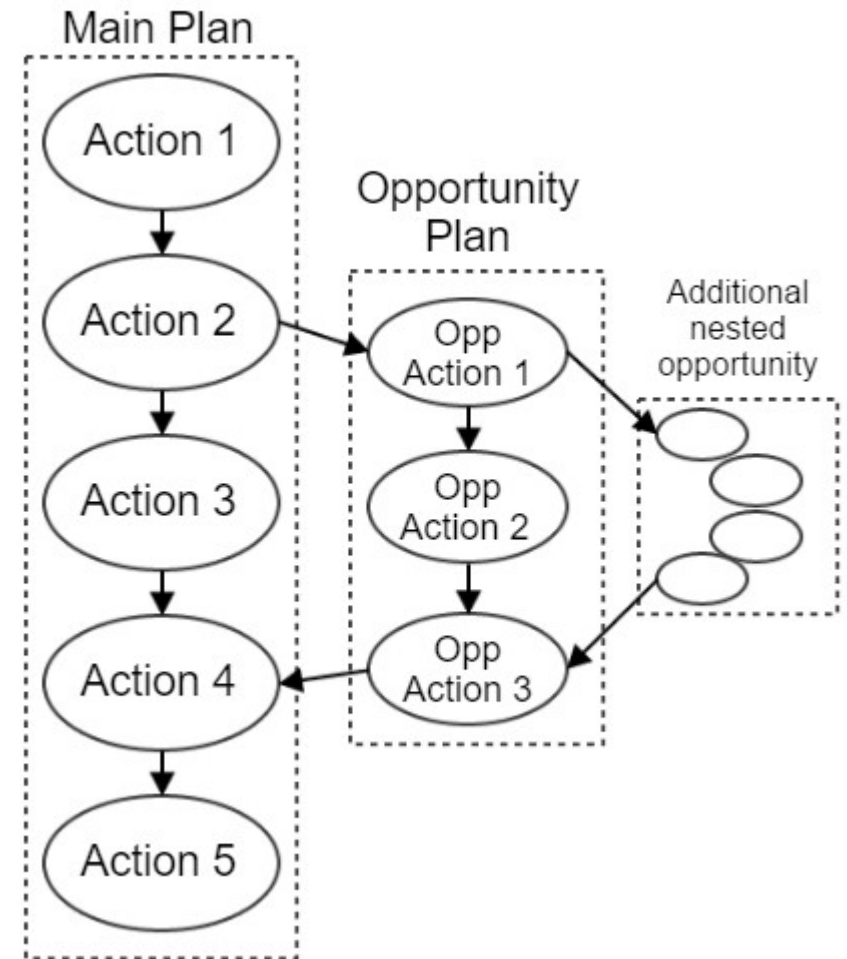 Main Plan
Action 1
Action 2
Action 3
Action 4
Action 5
Opportunity
Plan
Opp
Action 1
Opp
Action 2
Opp
Action 3
Additional
nested
opportunity